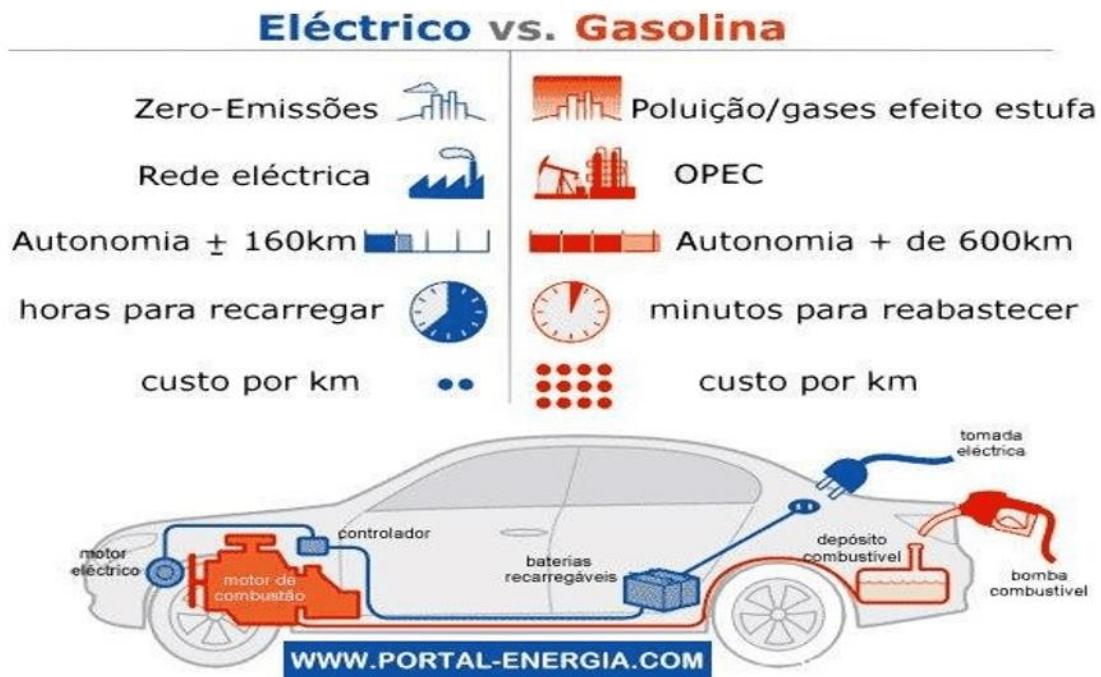 Eléctrico vs. Gasolina
Zero-Emissões
Poluição/gases efeito estufa
Rede eléctrica
OPEC
Autonomia ± 160km
Autonomia + de 600km
horas para recarregar
minutos para reabastecer
custo por km
custo por km
tomada
eléctrica
motor
eléctrico
controlador
motor de
combustão
baterias
recarregáveis
depósito
combustivel
bomba
combustivel
WWW.PORTAL-ENERGIA.COM